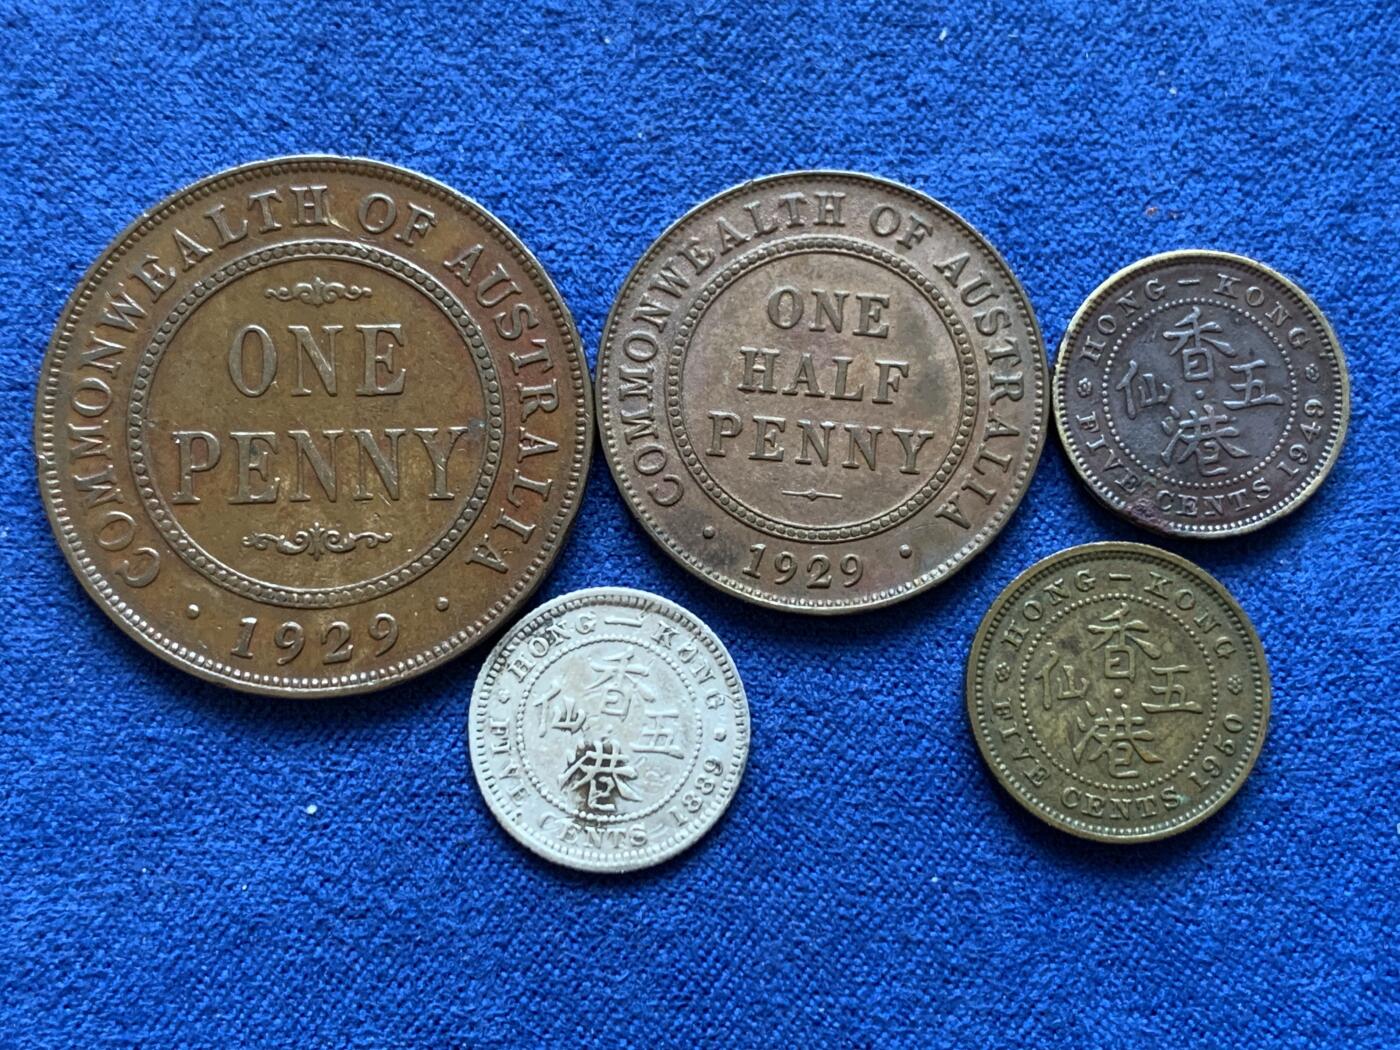 COMMONWEALTH OF AUSTRALIA
ONE
PENNY
· 1929 ·
COMMONWEALTH OF AUSTRALIA
ONE
HALF
PENNY
· 1929 ·
HONG — KONG
香
仙 五
港
FIVE CENTS 1949
HONG — KONG
香
仙 五
港
FIVE CENTS 1889
HONG — KONG
香
仙 五
港
FIVE CENTS 1950